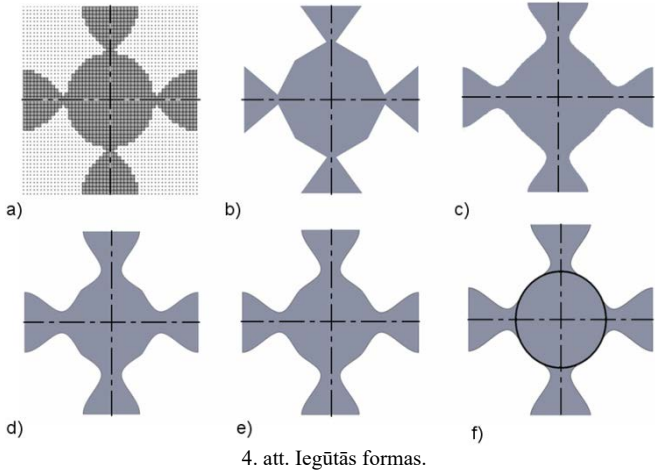 a)
b)
c)
d)
e)
f)
4. att. Iegūtās formas.